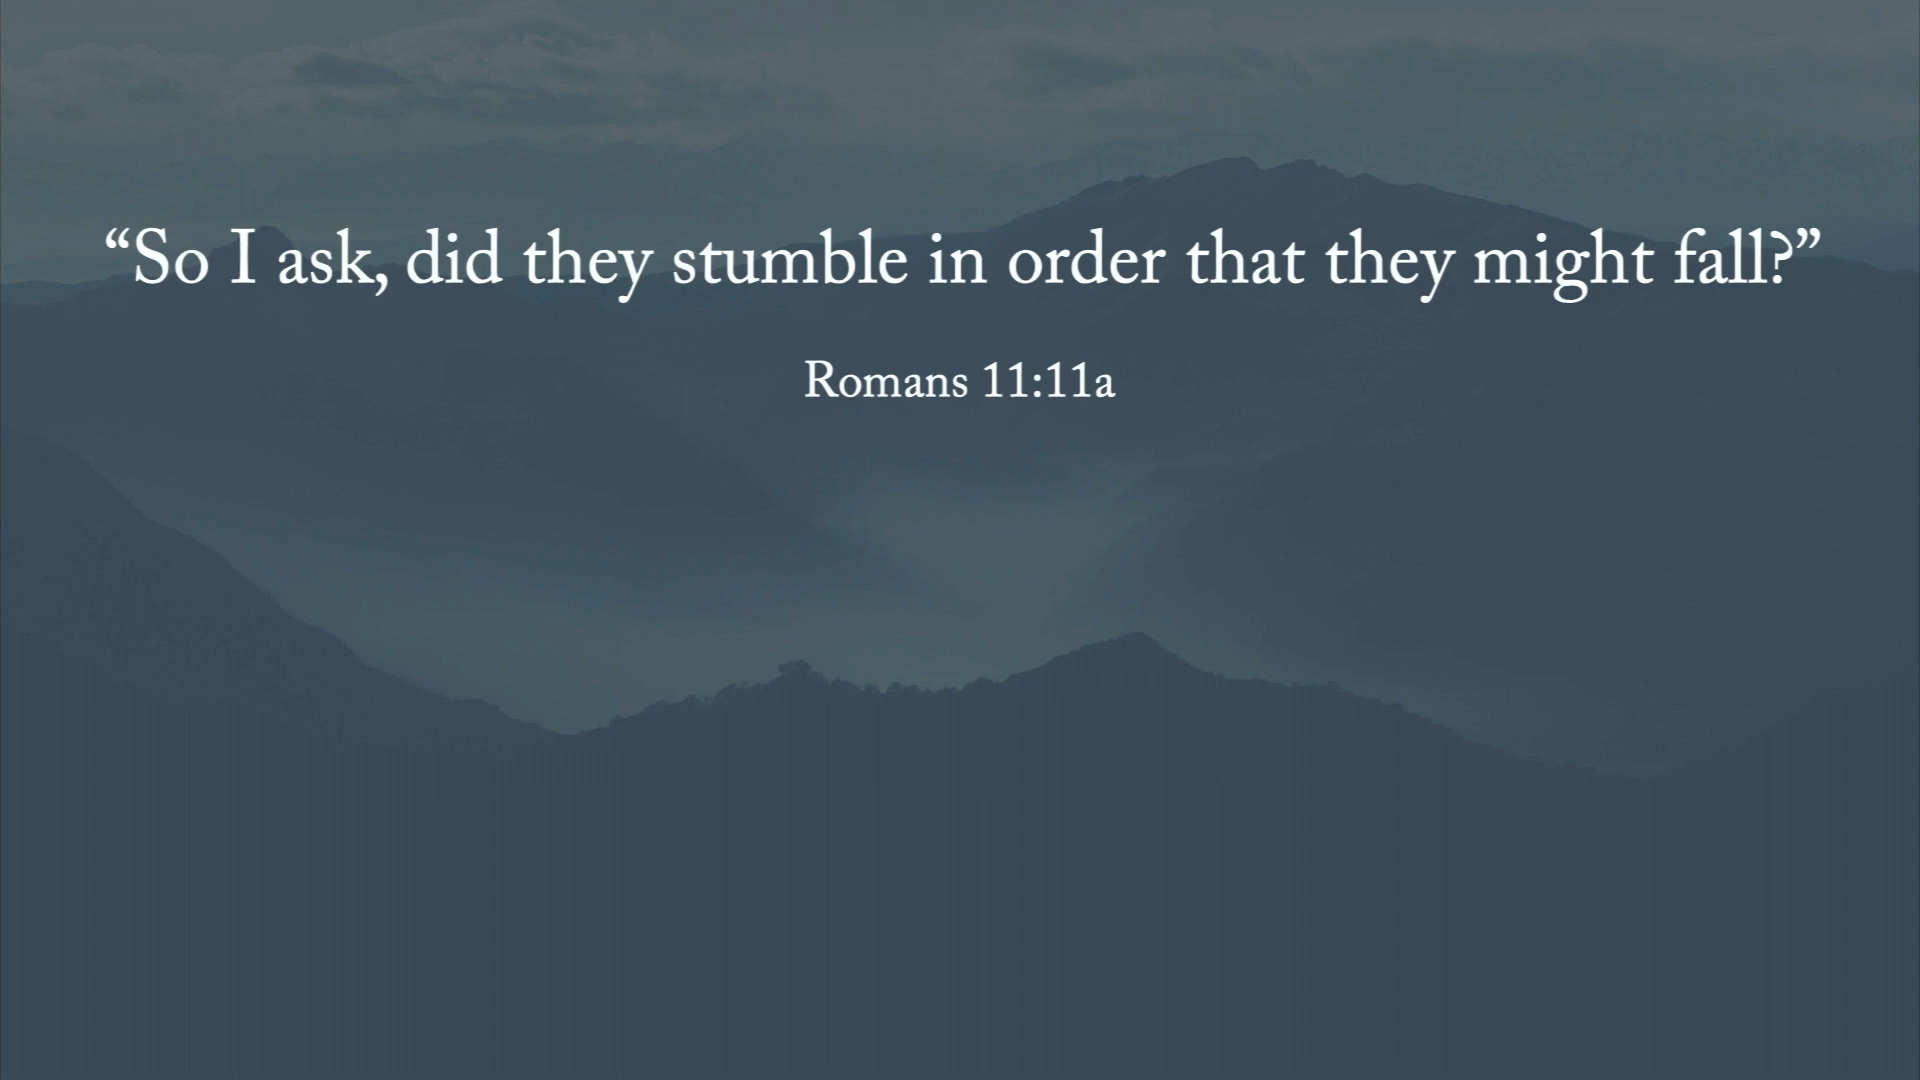 “So I ask, did they stumble in order that they might fall?”
Romans 11:11a